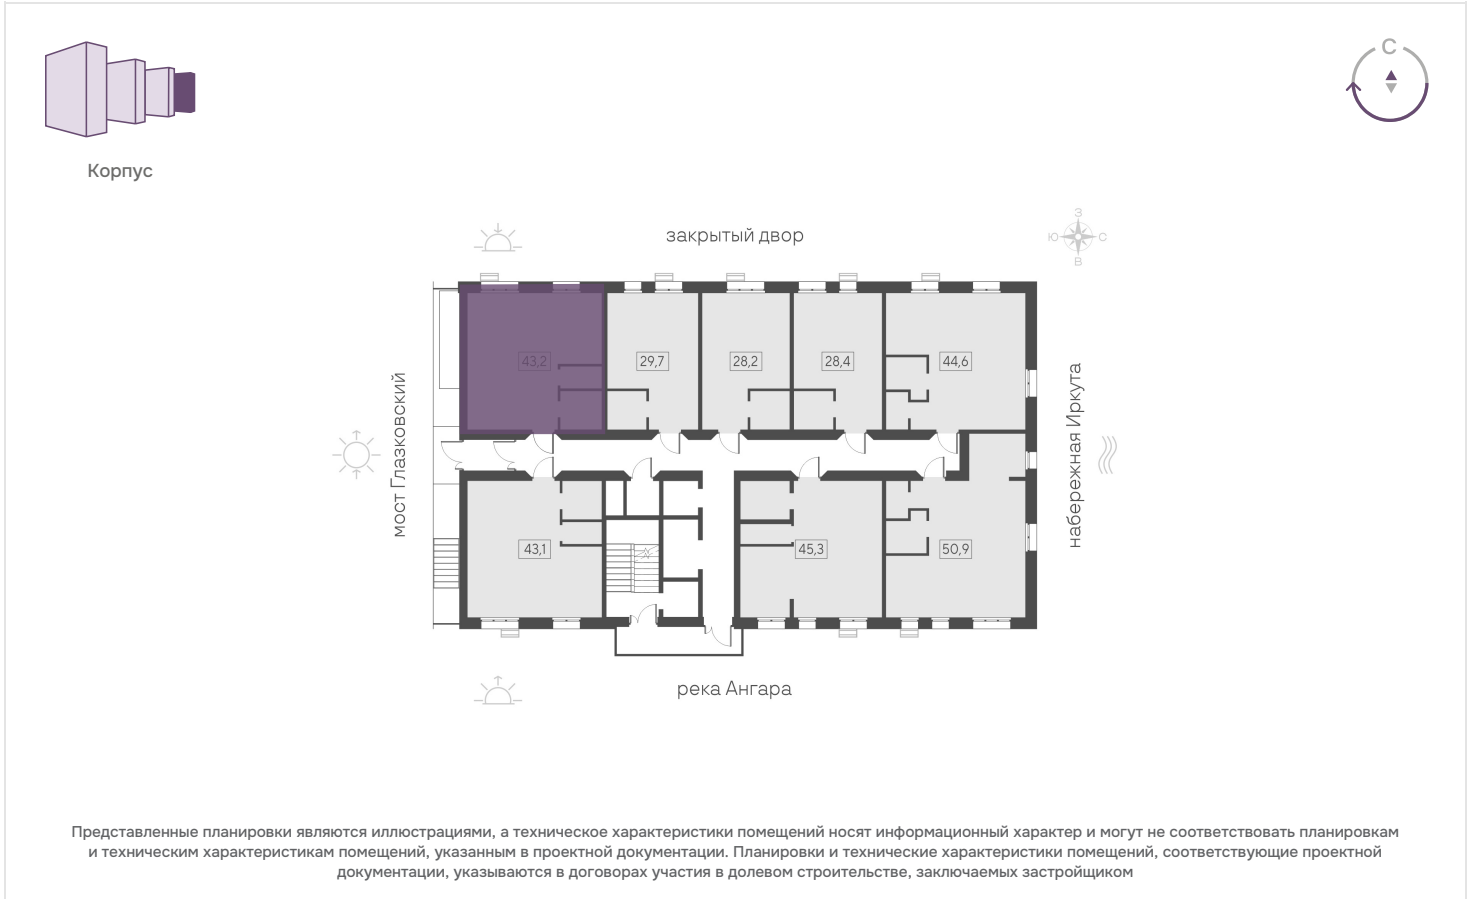 С
Корпус
закрытый двор
З
Ю
С
В
43,2
29,7
28,2
28,4
44,6
мост Глазковский
набережная Иркута
43,1
45,3
50,9
река Ангара
Представленные планировки являются иллюстрациями, а техническое характеристики помещений носят информационный характер и могут не соответствовать планировкам
и техническим характеристикам помещений, указанным в проектной документации. Планировки и технические характеристики помещений, соответствующие проектной
документации, указываются в договорах участия в долевом строительстве, заключаемых застройщиком